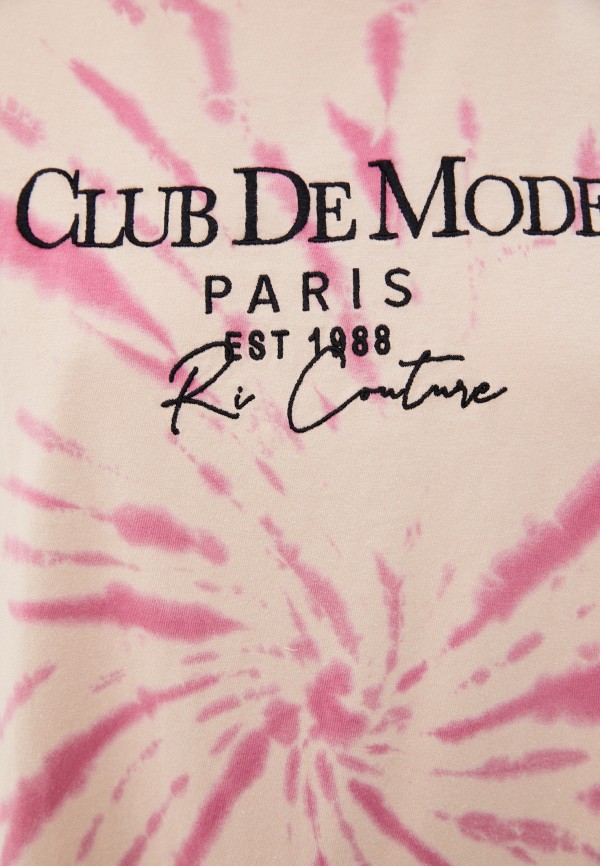 CLUB DE MODE
PARIS
EST 1988
Ri Couture